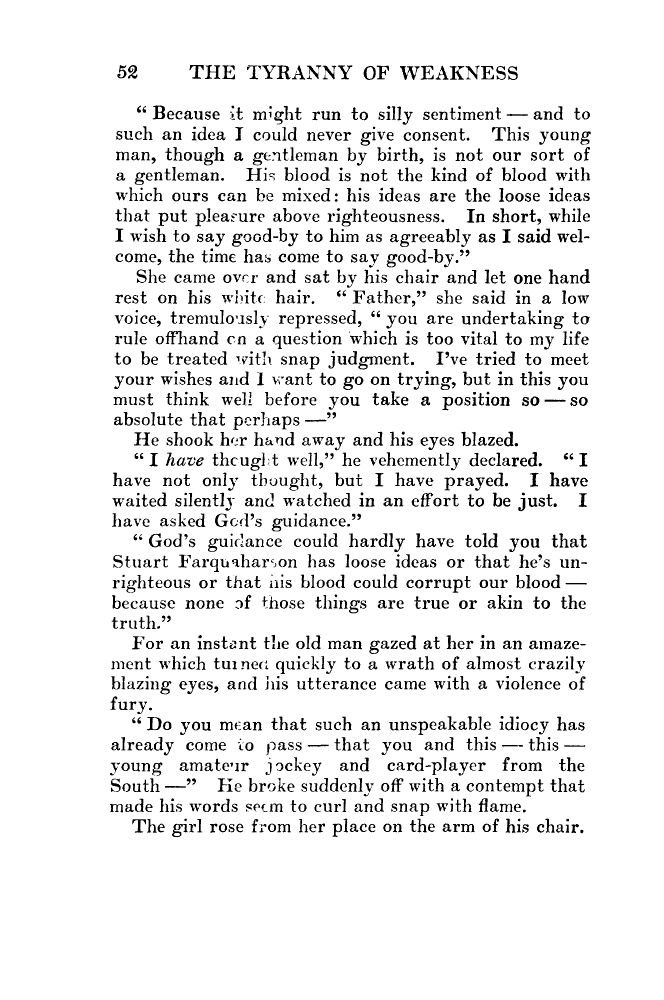 52 THE TYRANNY OF WEAKNESS
“ Because it might run to silly sentiment — and to
such an idea I could never give consent. This young
man, though a gentleman by birth, is not our sort of
a gentleman. His blood is not the kind of blood with
which ours can be mixed: his ideas are the loose ideas
that put pleasure above righteousness. In short, while
I wish to say good-by to him as agreeably as I said wel-
come, the time has come to say good-by.”
She came over and sat by his chair and let one hand
rest on his white hair. “ Father,” she said in a low
voice, tremulously repressed, “ you are undertaking to
rule offhand on a question which is too vital to my life
to be treated with snap judgment. I've tried to meet
your wishes and I want to go on trying, but in this you
must think well before you take a position so — so
absolute that perhaps —”
He shook her hand away and his eyes blazed.
“ I have thought well,” he vehemently declared. “ I
have not only thought, but I have prayed. I have
waited silently and watched in an effort to be just. I
have asked God's guidance.”
“ God's guidance could hardly have told you that
Stuart Farquaharson has loose ideas or that he's un-
righteous or that his blood could corrupt our blood —
because none of those things are true or akin to the
truth.”
For an instant the old man gazed at her in an amaze-
ment which turned quickly to a wrath of almost crazily
blazing eyes, and his utterance came with a violence of
fury.
“ Do you mean that such an unspeakable idiocy has
already come to pass — that you and this — this —
young amateur jockey and card-player from the
South —” He broke suddenly off with a contempt that
made his words seem to curl and snap with flame.
The girl rose from her place on the arm of his chair.